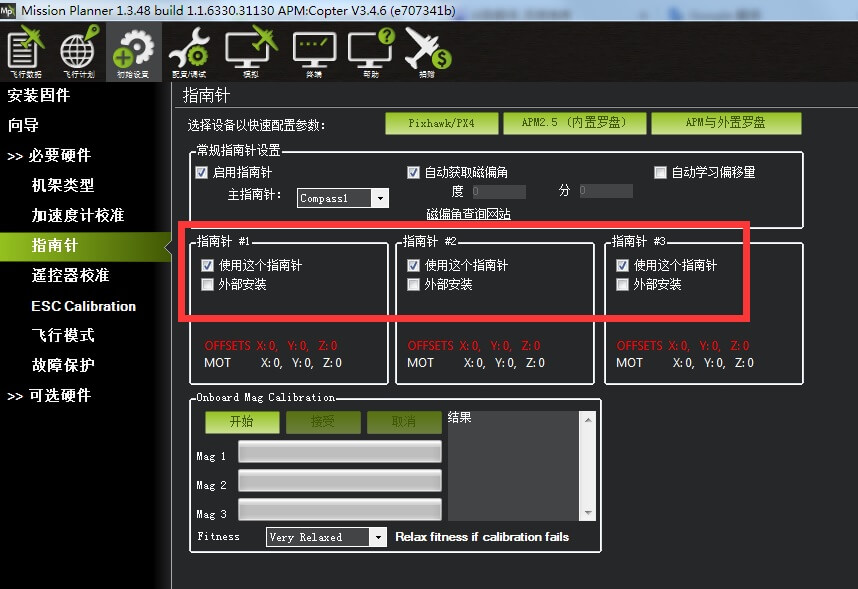 Mission Planner 1.3.48 build 1.1.6330.31130 APM:Copter V3.4.6 (e707341b)
飞行数据 飞行计划 初始设置 配置/调试 模拟 终端 帮助 捐赠
安装固件
向导
>> 必要硬件
机架类型
加速度计校准
指南针
遥控器校准
ESC Calibration
飞行模式
故障保护
>> 可选硬件
指南针
选择设备以快速配置参数: Pixhawk/PX4 APM2.5 (内置罗盘) APM与外置罗盘
常规指南针设置
启用指南针 自动获取磁偏角 自动学习偏移量
主指南针: Compass1 度 0 分 0
磁偏角查询网站
指南针 #1 指南针 #2 指南针 #3
使用这个指南针 使用这个指南针 使用这个指南针
外部安装 外部安装 外部安装
OFFSETS X: 0, Y: 0, Z: 0 OFFSETS X: 0, Y: 0, Z: 0 OFFSETS X: 0, Y: 0, Z: 0
MOT X: 0, Y: 0, Z: 0 MOT X: 0, Y: 0, Z: 0 MOT X: 0, Y: 0, Z: 0
Onboard Mag Calibration
开始 接受 取消 结果
Mag 1
Mag 2
Mag 3
Fitness Very Relaxed Relax fitness if calibration fails